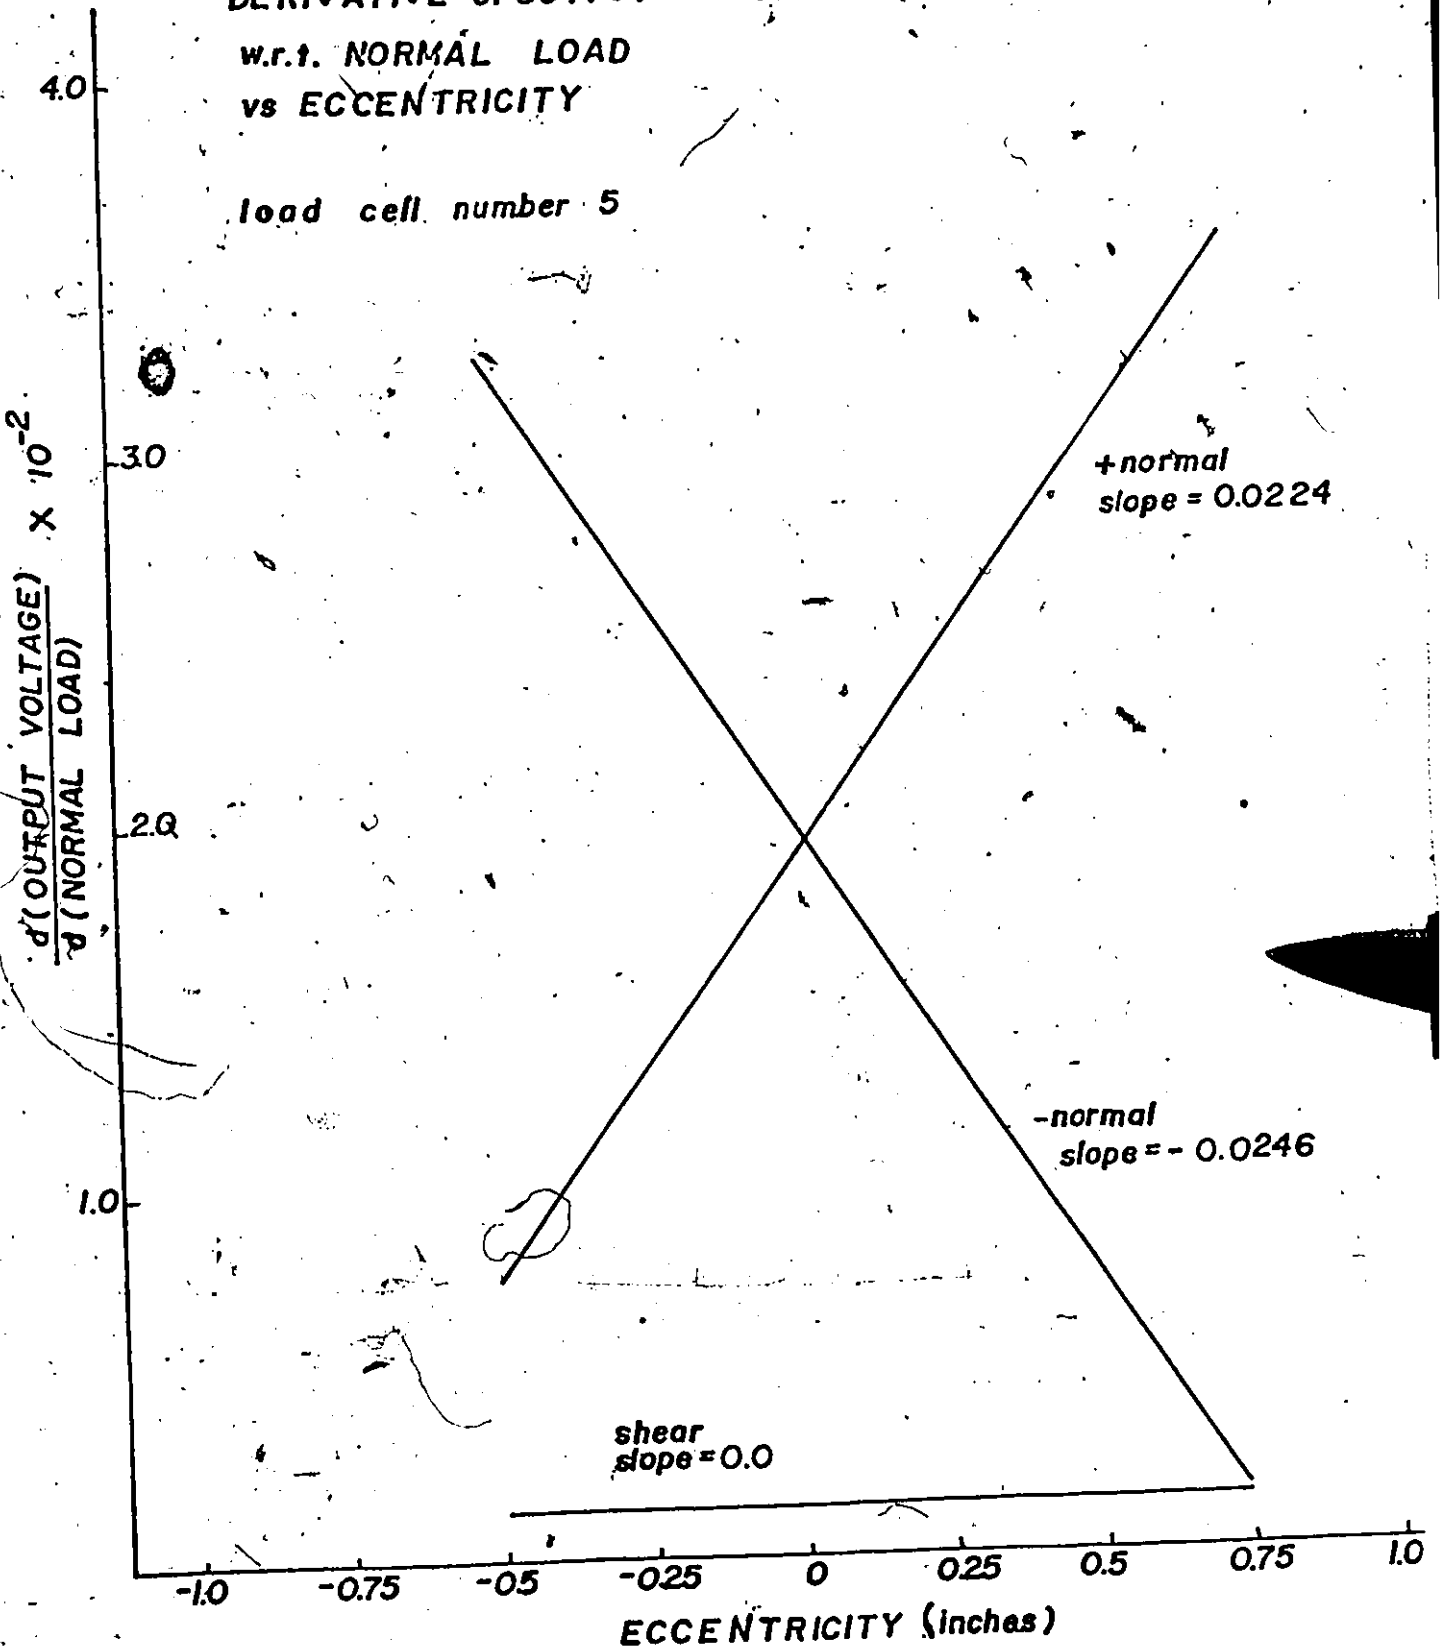 w.r.t. NORMAL LOAD
vs ECCENTRICITY
load cell number 5
4.0
3.0
2.0
1.0
d(OUTPUT VOLTAGE) X 10-2
d(NORMAL LOAD)
+normal
slope = 0.0224
-normal
slope = - 0.0246
shear
slope = 0.0
-1.0 -0.75 -0.5 -0.25 0 0.25 0.5 0.75 1.0
ECCENTRICITY (inches)